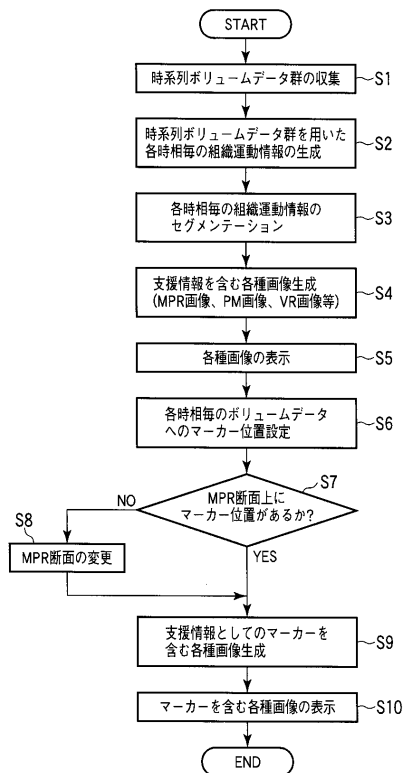 START
時系列ボリュームデータ群の収集
S1
時系列ボリュームデータ群を用いた
各時相毎の組織運動情報の生成
S2
各時相毎の組織運動情報の
セグメンテーション
S3
支援情報を含む各種画像生成
(MPR画像、PM画像、VR画像等)
S4
各種画像の表示
S5
各時相毎のボリュームデータ
へのマーカー位置設定
S6
S7
MPR断面上に
マーカー位置があるか?
NO
S8
MPR断面の変更
YES
支援情報としてのマーカーを
含む各種画像生成
S9
マーカーを含む各種画像の表示
S10
END